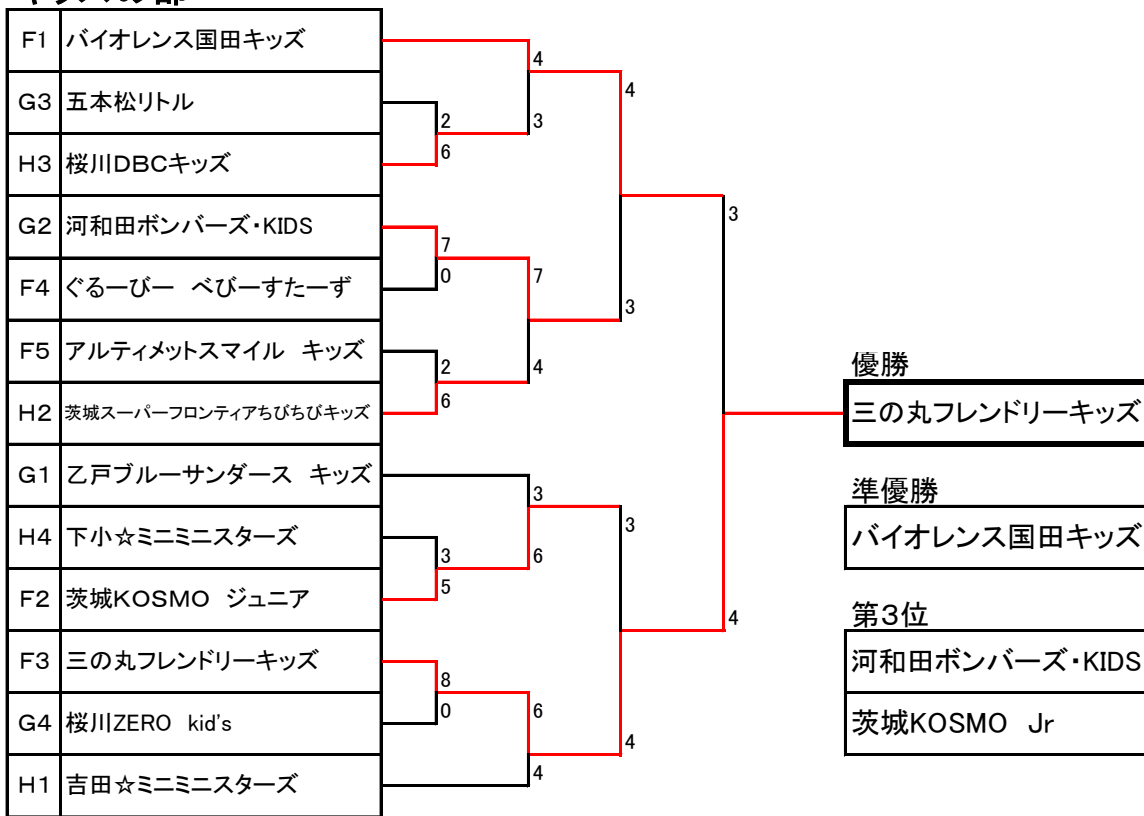 F1 バイオレンス国田キッズ
G3 五本松リトル
H3 桜川DBCキッズ
G2 河和田ボンバーズ・KIDS
F4 ぐるーびー べびーすたーず
F5 アルティメットスマイル キッズ
H2 茨城スーパーフロンティアちびちびキッズ
G1 乙戸ブルーサンダース キッズ
H4 下小☆ミニミニスターズ
F2 茨城KOSMO ジュニア
F3 三の丸フレンドリーキッズ
G4 桜川ZERO kid's
H1 吉田☆ミニミニスターズ
2
6
7
0
2
6
3
5
8
0
4
3
7
4
3
6
6
4
4
3
3
4
3
4
優勝
三の丸フレンドリーキッズ
準優勝
バイオレンス国田キッズ
第3位
河和田ボンバーズ・KIDS
茨城KOSMO Jr